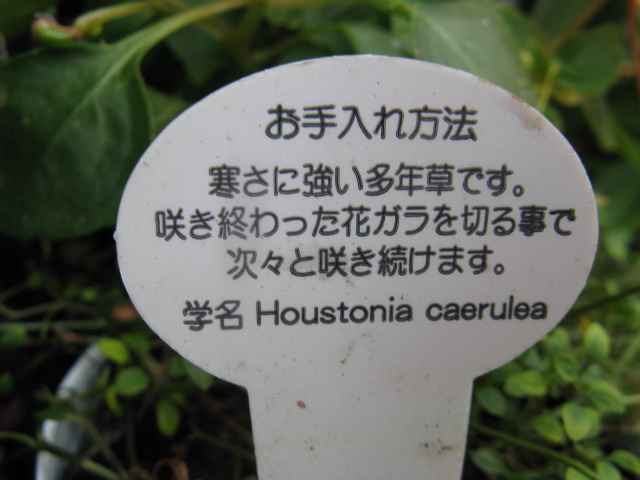 お手入れ方法
寒さに強い多年草です。
咲き終わった花ガラを切る事で
次々と咲き続けます。
学名 Houstonia caerulea